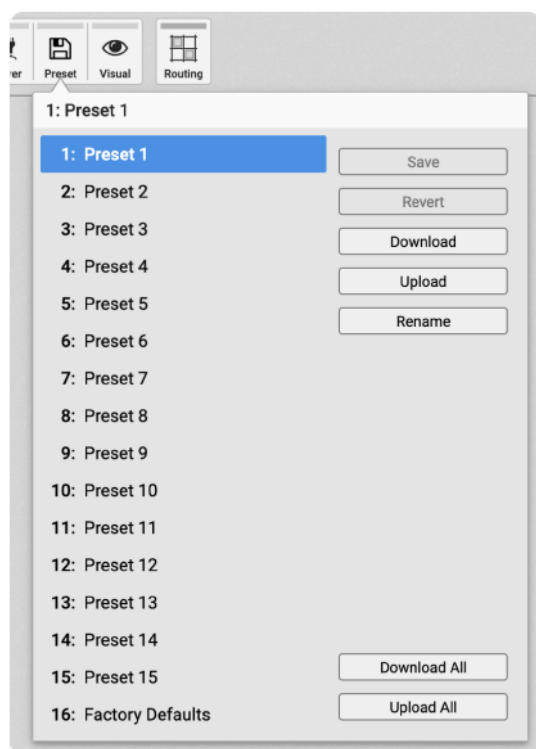 er
Preset
Visual
Routing
1: Preset 1
1: Preset 1
2: Preset 2
3: Preset 3
4: Preset 4
5: Preset 5
6: Preset 6
7: Preset 7
8: Preset 8
9: Preset 9
10: Preset 10
11: Preset 11
12: Preset 12
13: Preset 13
14: Preset 14
15: Preset 15
16: Factory Defaults
Save
Revert
Download
Upload
Rename
Download All
Upload All